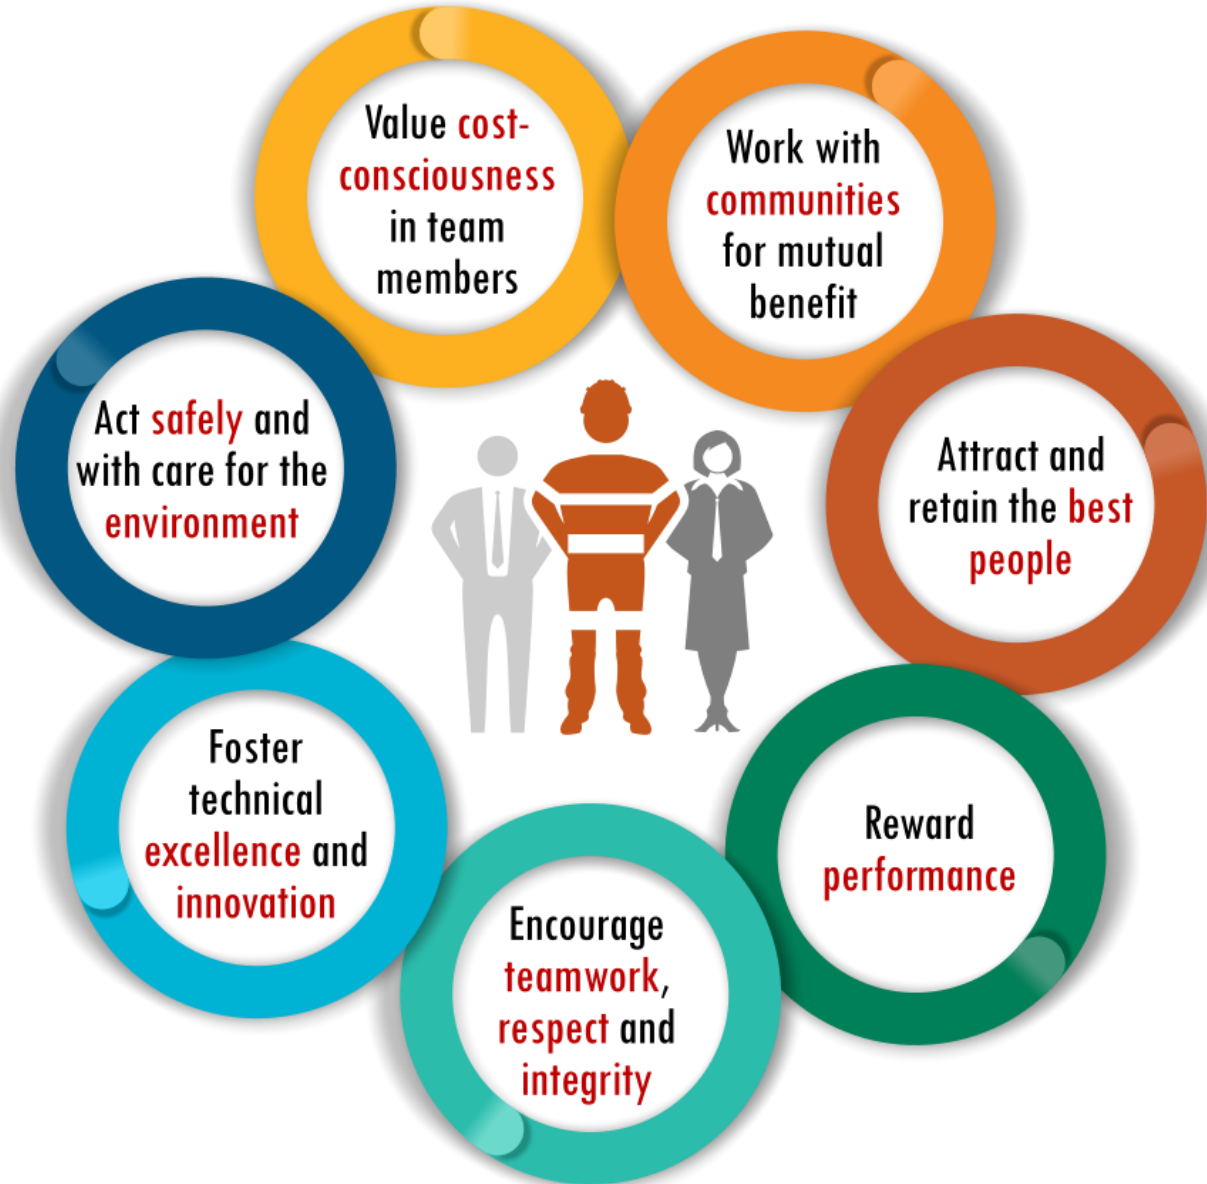 Value cost-
consciousness
in team
members
Work with
communities
for mutual
benefit
Attract and
retain the best
people
Reward
performance
Encourage
teamwork,
respect and
integrity
Foster
technical
excellence and
innovation
Act safely and
with care for the
environment